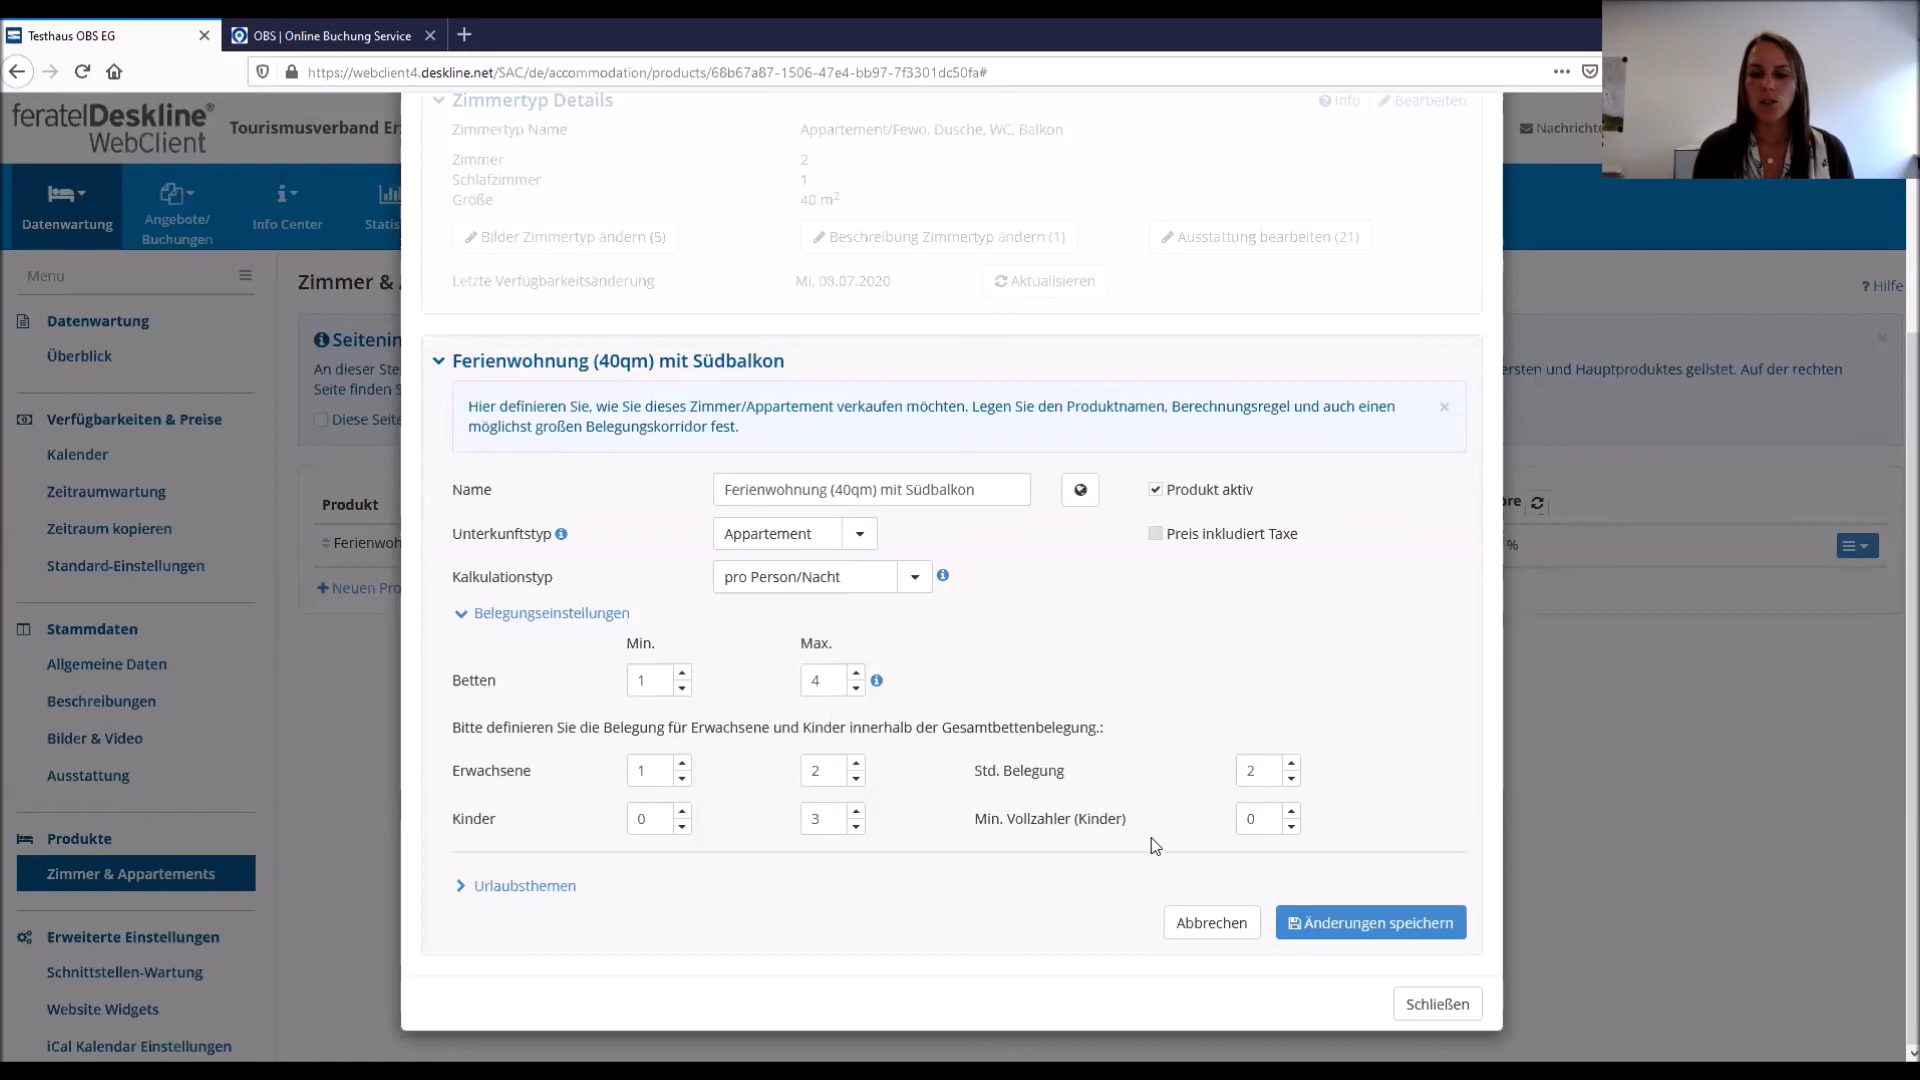 Testhaus OBS EG
OBS | Online Buchung Service
https://webclient4.deskline.net/SAC/de/accommodation/products/68b67a87-1506-47e4-bb97-7f3301dc50fa#
feratelDeskline®
WebClient
Tourismusverband Er
Nachrichte
Datenwartung
Angebote/
Buchungen
Info Center
Statis
Menu
Datenwartung
Überblick
Verfügbarkeiten & Preise
Kalender
Zeitraumwartung
Zeitraum kopieren
Standard-Einstellungen
Stammdaten
Allgemeine Daten
Beschreibungen
Bilder & Video
Ausstattung
Produkte
Zimmer & Appartements
Erweiterte Einstellungen
Schnittstellen-Wartung
Website Widgets
iCal Kalendar Einstellungen
Zimmer &
? Hilfe
Seitenin
An dieser Ste
ersten und Hauptproduktes gelistet. Auf der rechten
Seite finden S
Diese Seite
Produkt
ore
Ferienwoh
%
+ Neuen Pro
Zimmertyp Details
Info
Bearbeiten
Zimmertyp Name
Appartement/Fewo, Dusche, WC, Balkon
Zimmer
2
Schlafzimmer
1
Größe
40 m²
Bilder Zimmertyp ändern (5)
Beschreibung Zimmertyp ändern (1)
Ausstattung bearbeiten (21)
Letzte Verfügbarkeitsänderung
Mi, 08.07.2020
Aktualisieren
Ferienwohnung (40qm) mit Südbalkon
Hier definieren Sie, wie Sie dieses Zimmer/Appartement verkaufen möchten. Legen Sie den Produktnamen, Berechnungsregel und auch einen
möglichst großen Belegungskorridor fest.
Name
Ferienwohnung (40qm) mit Südbalkon
Produkt aktiv
Unterkunftstyp
Appartement
Preis inkludiert Taxe
Kalkulationstyp
pro Person/Nacht
Belegungseinstellungen
Min.
Max.
Betten
1
4
Bitte definieren Sie die Belegung für Erwachsene und Kinder innerhalb der Gesamtbettenbelegung.:
Erwachsene
1
2
Std. Belegung
2
Kinder
0
3
Min. Vollzahler (Kinder)
0
Urlaubsthemen
Abbrechen
Änderungen speichern
Schließen